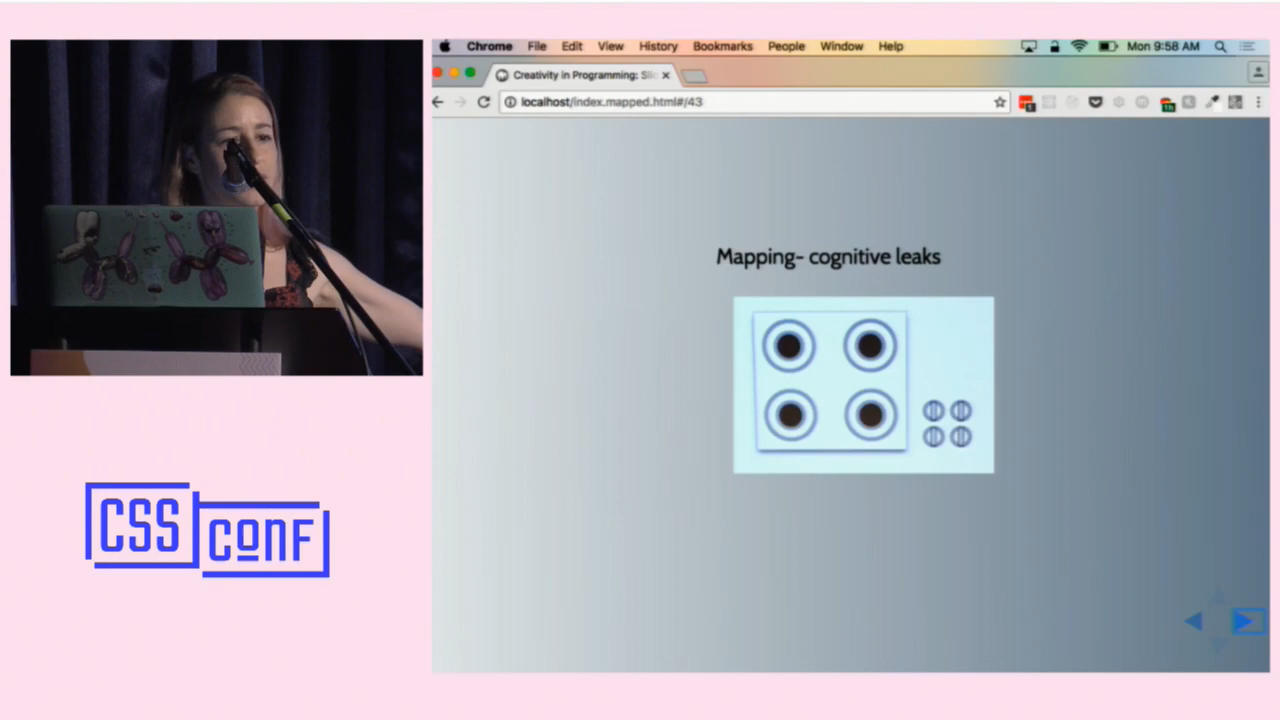 Chrome File Edit View History Bookmarks People Window Help Mon 9:58 AM
Creativity in Programming: Slid
localhost/index.mapped.html#/43
Mapping- cognitive leaks
CSS
CONF